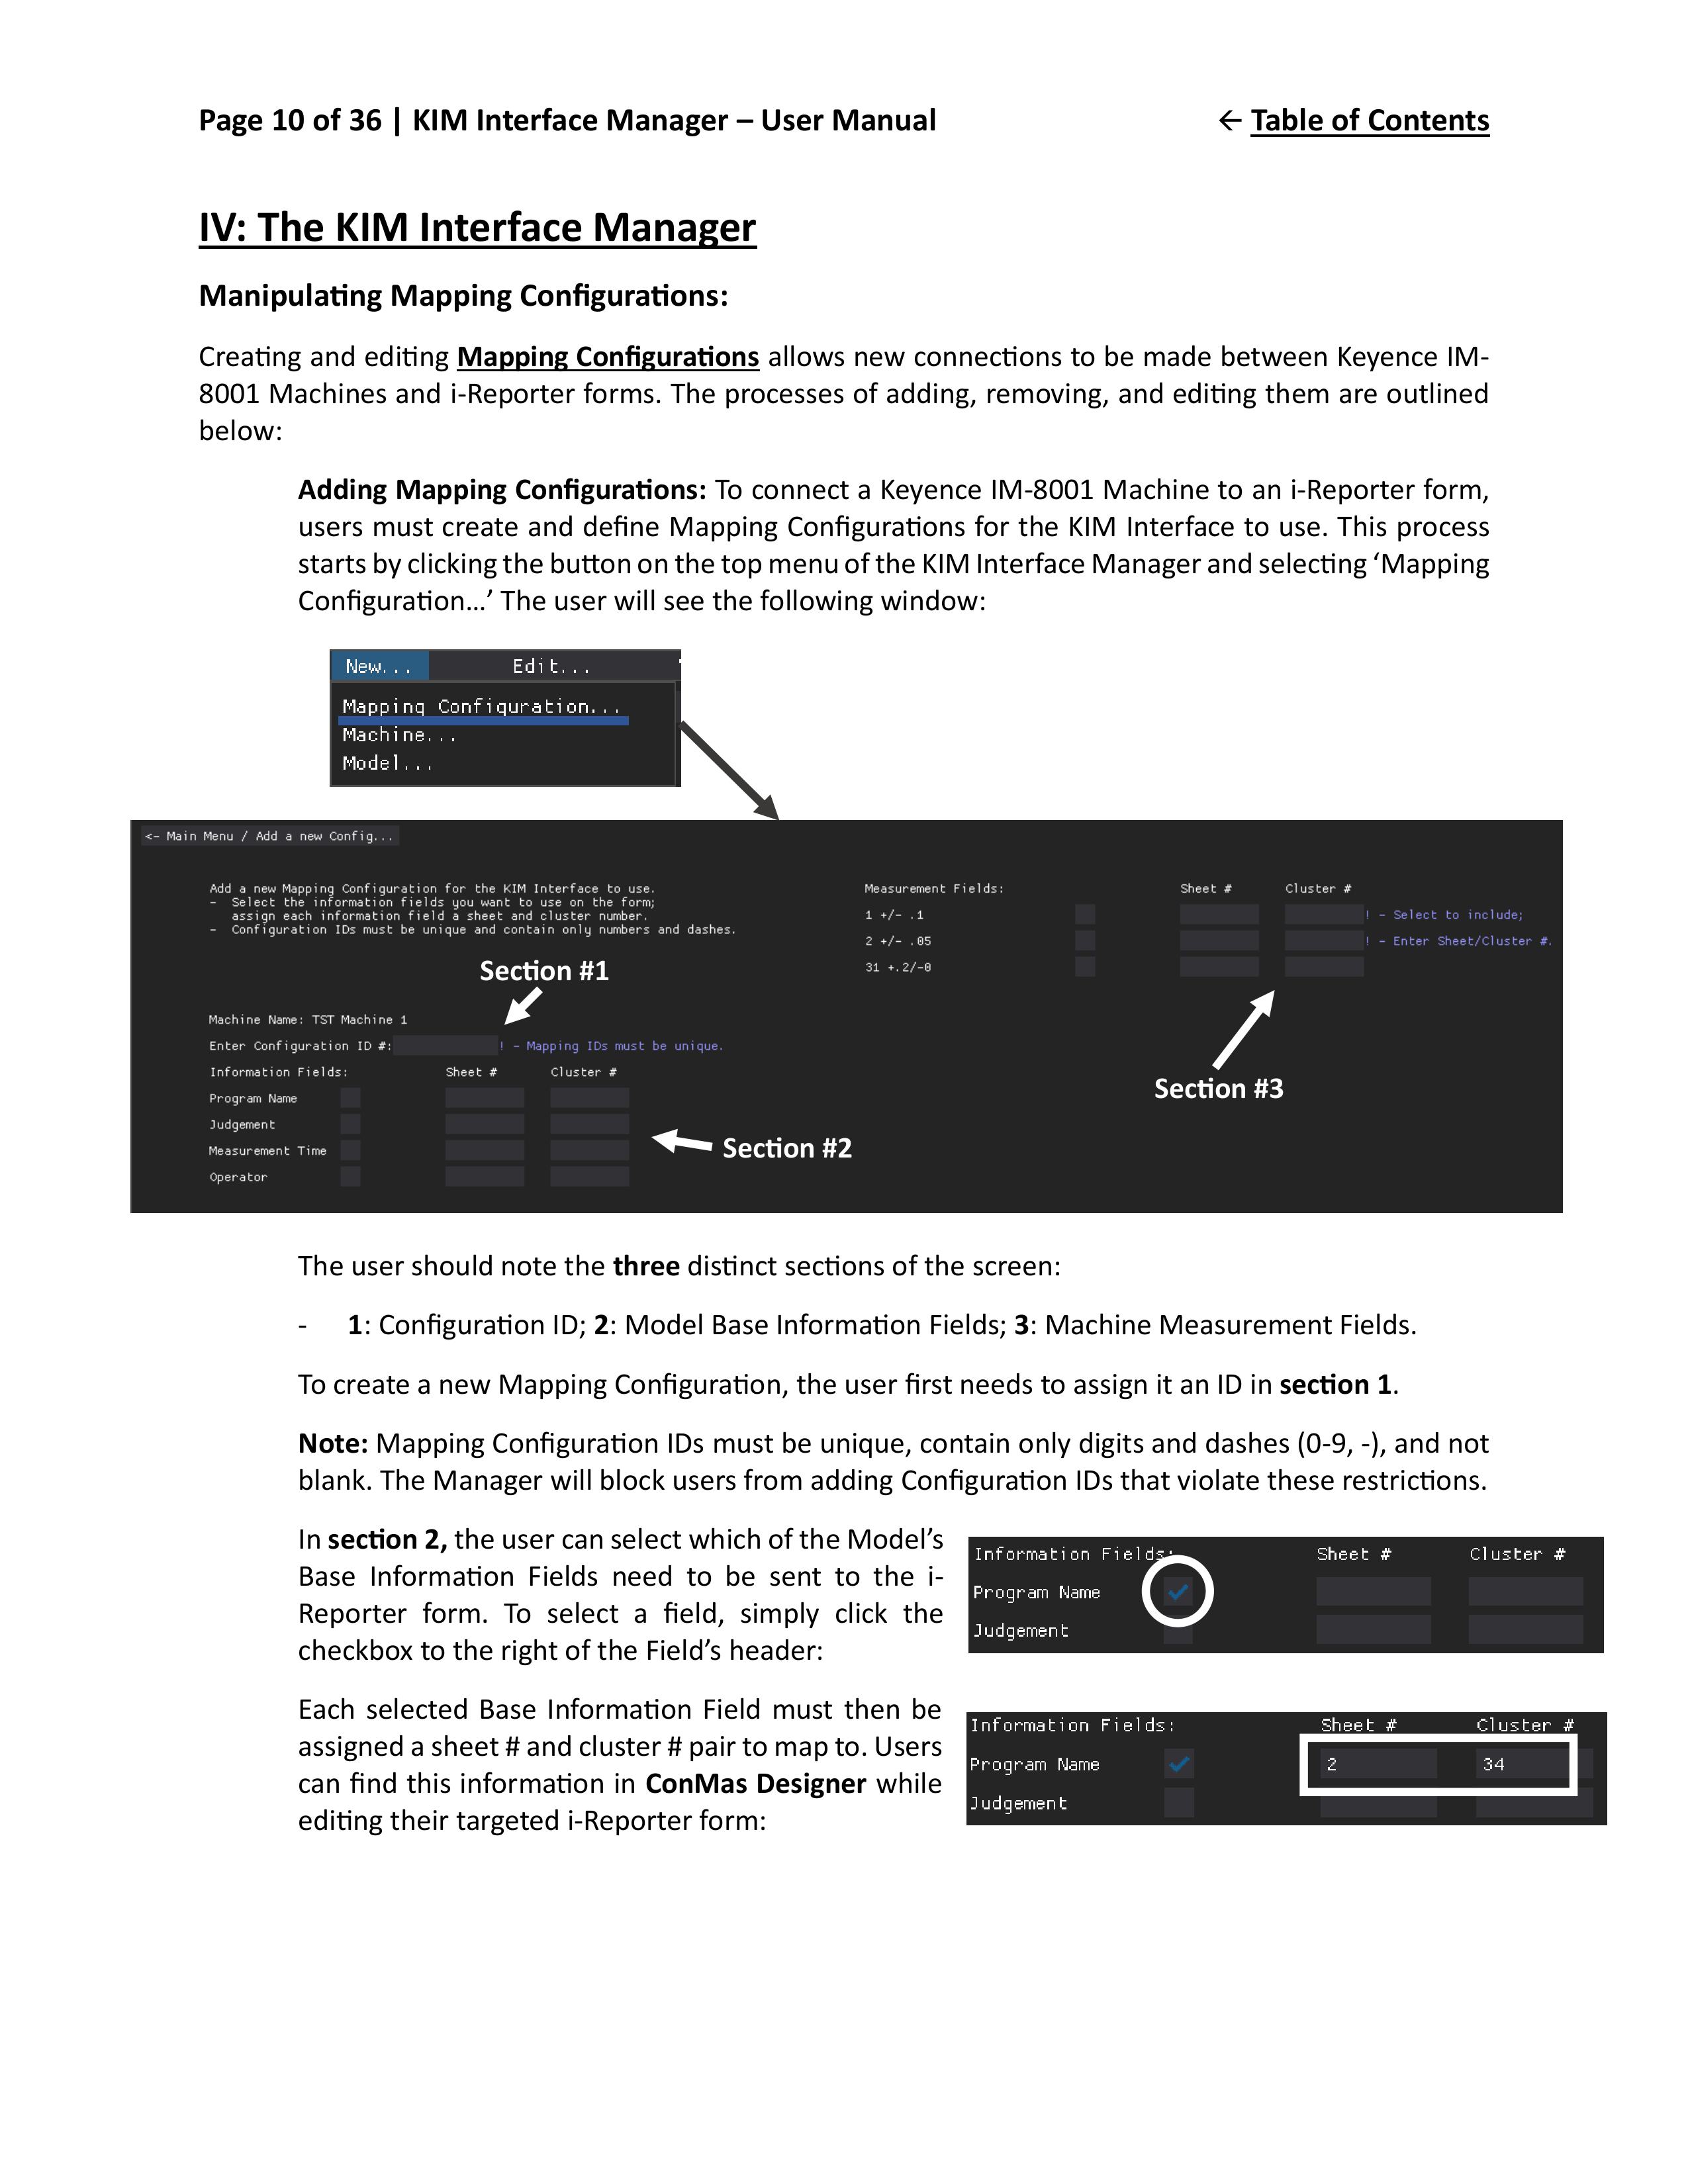 Page 10 of 36 | KIM Interface Manager – User Manual
← Table of Contents
IV: The KIM Interface Manager
Manipulating Mapping Configurations:
Creating and editing Mapping Configurations allows new connections to be made between Keyence IM-
8001 Machines and i-Reporter forms. The processes of adding, removing, and editing them are outlined
below:
Adding Mapping Configurations: To connect a Keyence IM-8001 Machine to an i-Reporter form,
users must create and define Mapping Configurations for the KIM Interface to use. This process
starts by clicking the button on the top menu of the KIM Interface Manager and selecting ‘Mapping
Configuration…’ The user will see the following window:
New... Edit...
Mapping Configuration...
Machine...
Model...
<- Main Menu / Add a new Config...
Add a new Mapping Configuration for the KIM Interface to use.
- Select the information fields you want to use on the form;
assign each information field a sheet and cluster number.
- Configuration IDs must be unique and contain only numbers and dashes.
Section #1
Machine Name: TST Machine 1
Enter Configuration ID #: ! - Mapping IDs must be unique.
Information Fields: Sheet # Cluster #
Program Name
Judgement
Measurement Time
Operator
Section #2
Measurement Fields: Sheet # Cluster #
1 +/- .1 ! - Select to include;
2 +/- .05 ! - Enter Sheet/Cluster #.
31 +.2/-0
Section #3
The user should note the three distinct sections of the screen:
- 1: Configuration ID; 2: Model Base Information Fields; 3: Machine Measurement Fields.
To create a new Mapping Configuration, the user first needs to assign it an ID in section 1.
Note: Mapping Configuration IDs must be unique, contain only digits and dashes (0-9, -), and not
blank. The Manager will block users from adding Configuration IDs that violate these restrictions.
In section 2, the user can select which of the Model’s
Base Information Fields need to be sent to the i-
Reporter form. To select a field, simply click the
checkbox to the right of the Field’s header:
Information Fields: Sheet # Cluster #
Program Name
Judgement
Each selected Base Information Field must then be
assigned a sheet # and cluster # pair to map to. Users
can find this information in ConMas Designer while
editing their targeted i-Reporter form:
Information Fields: Sheet # Cluster #
Program Name 2 34
Judgement